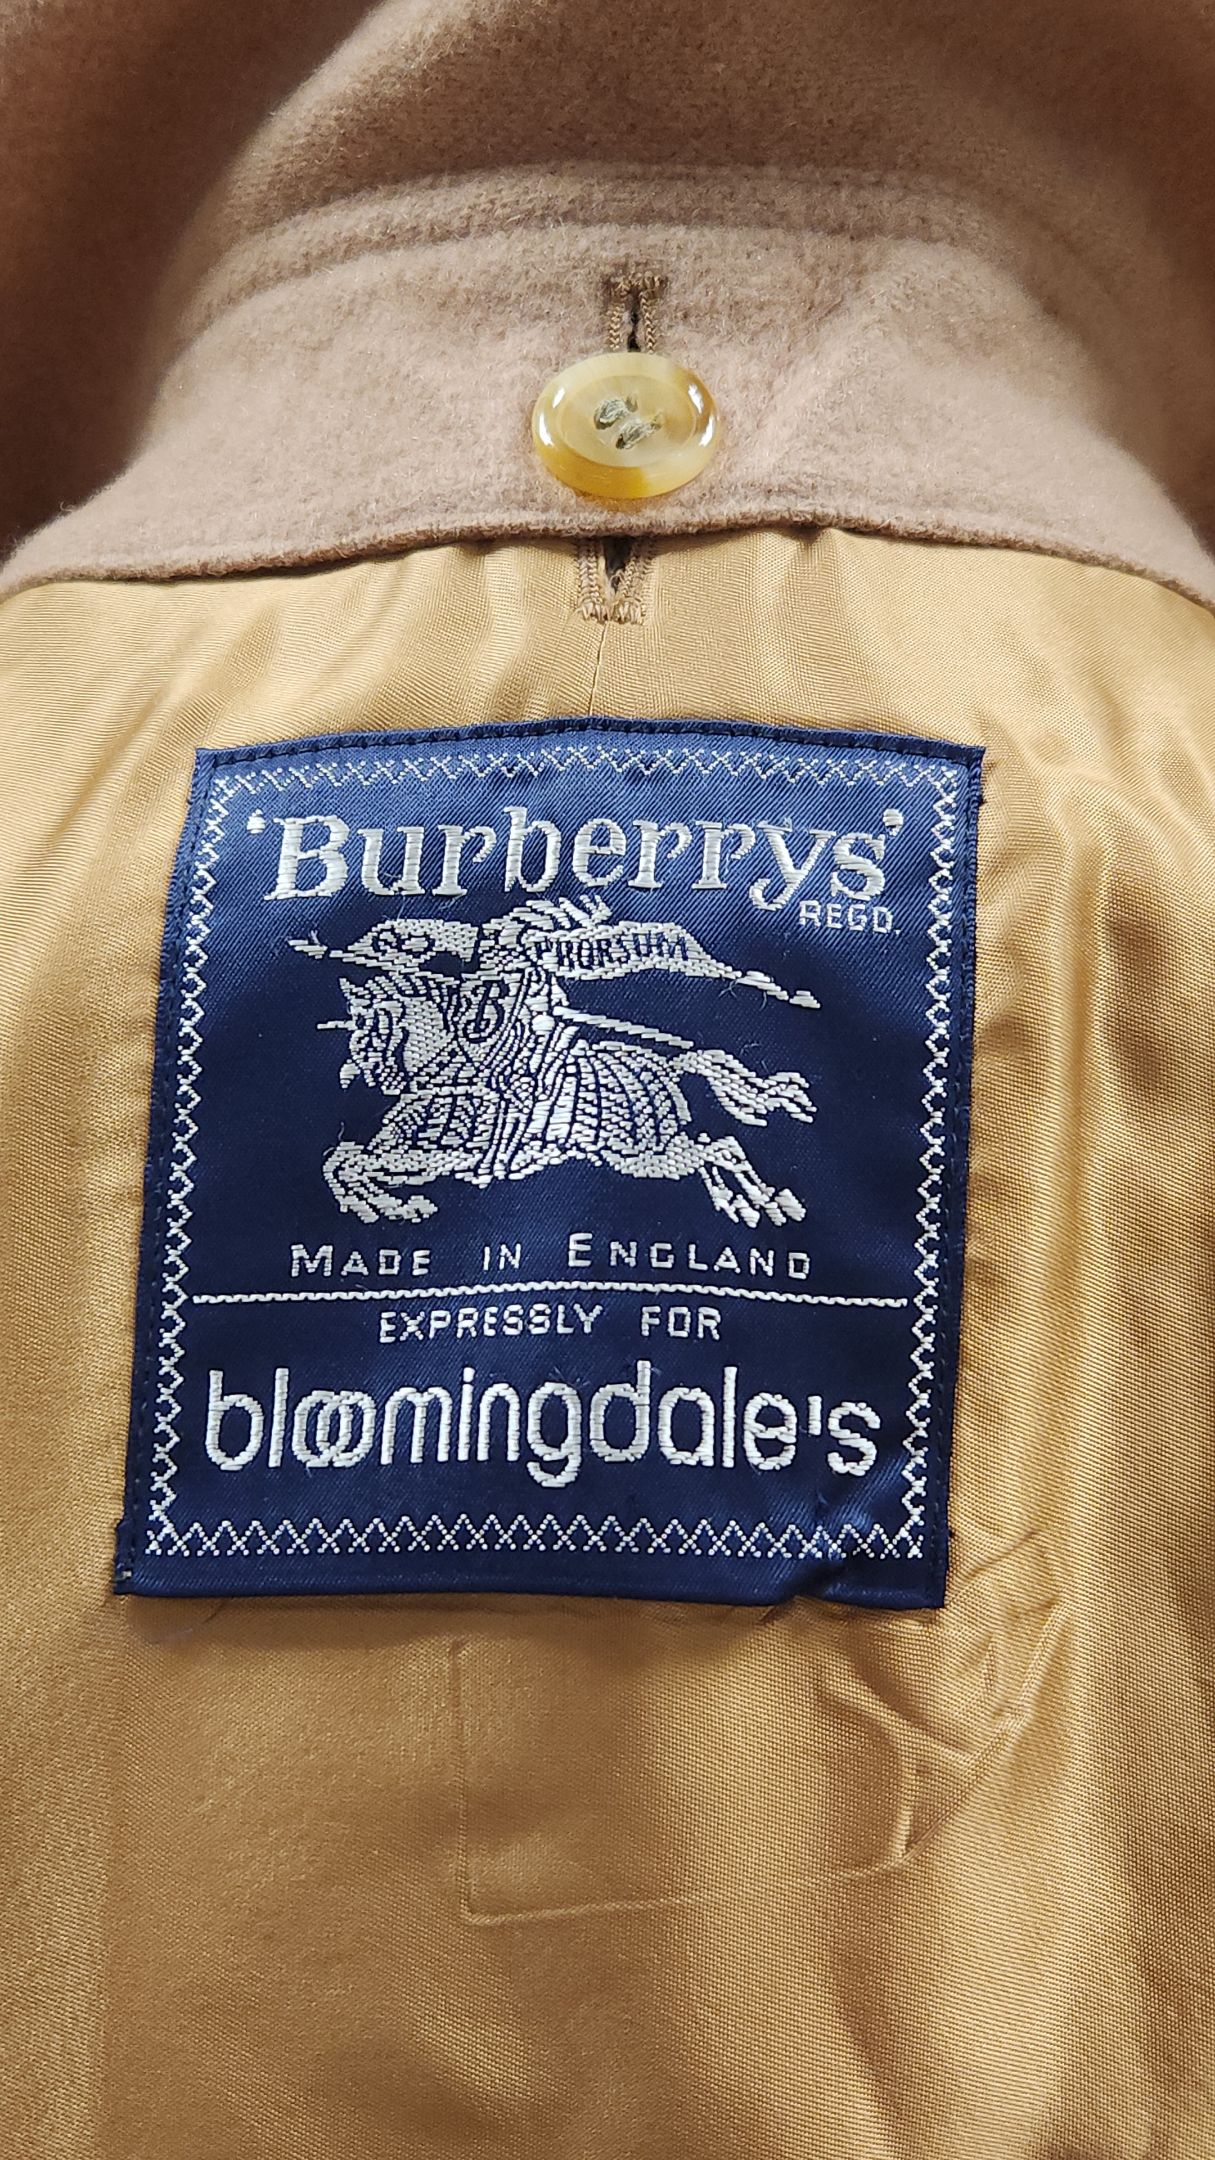 'Burberrys'
REGD.
PRORSUM
B
MADE IN ENGLAND
EXPRESSLY FOR
bloomingdale's